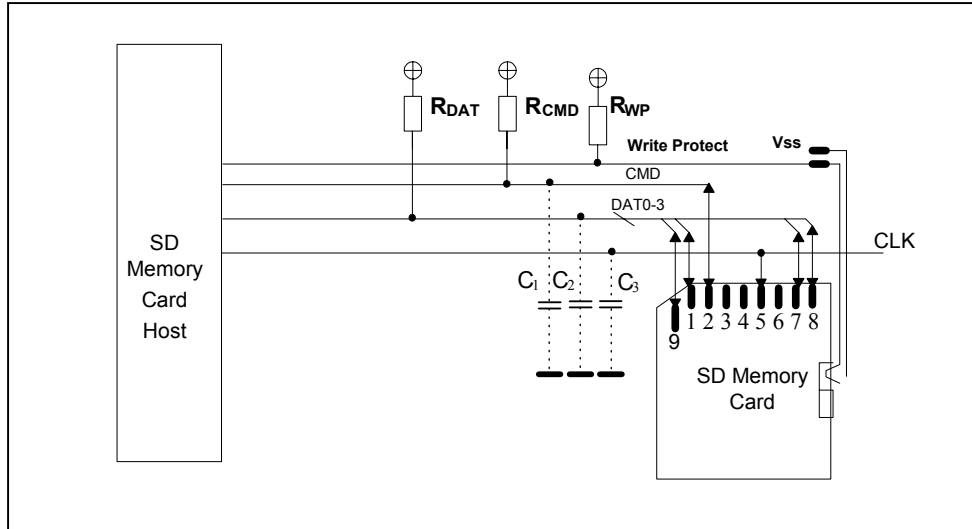 RDAT RCMD RWP
Write Protect Vss
CMD
DAT0-3
CLK
SD
Memory
Card
Host
C1 C2 C3
1 2 3 4 5 6 7 8
9
SD Memory
Card